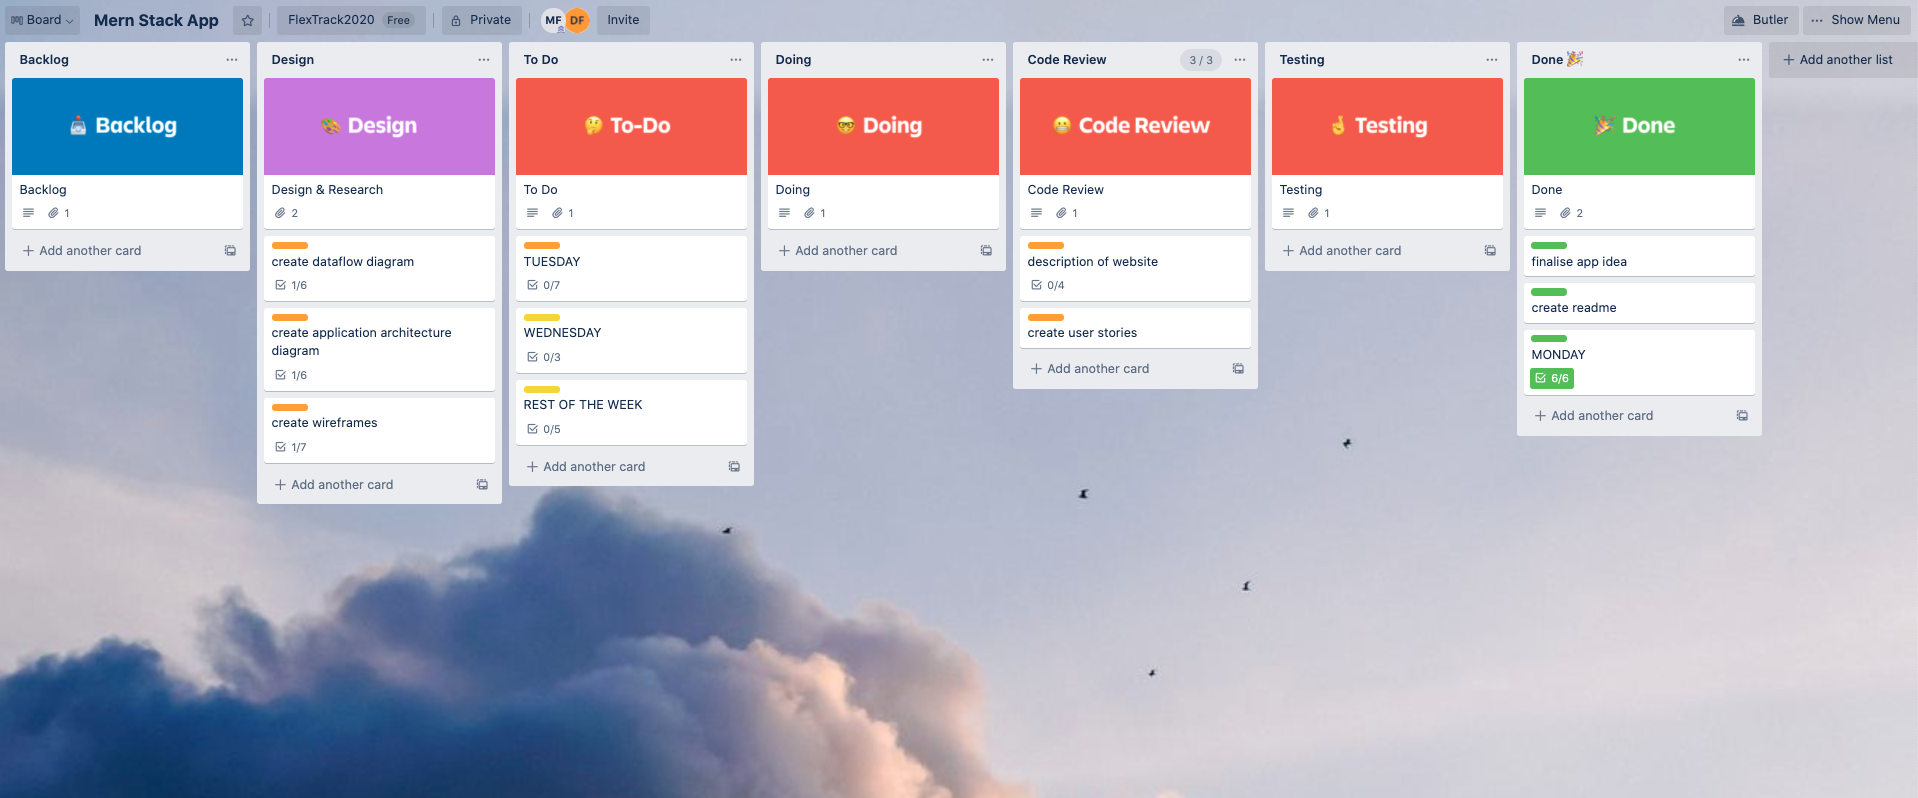 Board
Mern Stack App
FlexTrack2020 Free
Private
MF DF
Invite
Butler
Show Menu
Backlog
Backlog
Backlog
1
Add another card
Design
Design
Design & Research
2
create dataflow diagram
1/6
create application architecture
diagram
1/6
create wireframes
1/7
Add another card
To Do
To-Do
To Do
1
TUESDAY
0/7
WEDNESDAY
0/3
REST OF THE WEEK
0/5
Add another card
Doing
Doing
Doing
1
Add another card
Code Review 3 / 3
Code Review
Code Review
1
description of website
0/4
create user stories
Add another card
Testing
Testing
Testing
1
Add another card
Done 🎉
Done
Done
2
finalise app idea
create readme
MONDAY
6/6
Add another card
Add another list